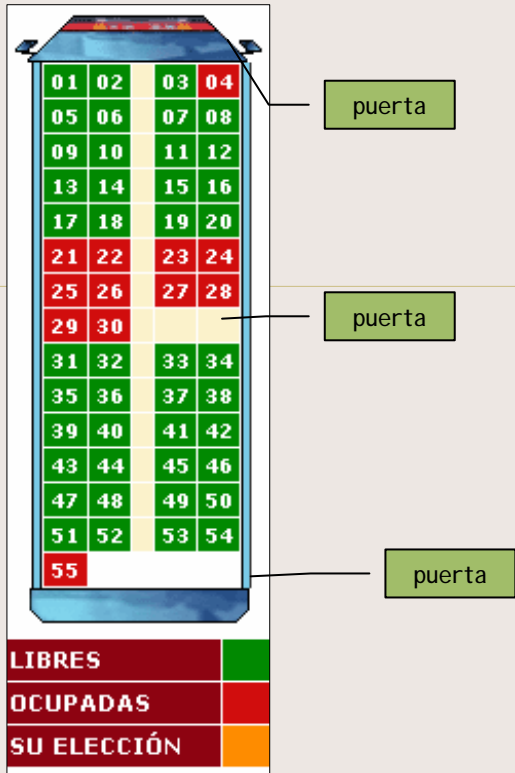 01 02 03 04
puerta
05 06 07 08
09 10 11 12
13 14 15 16
17 18 19 20
21 22 23 24
25 26 27 28
29 30
puerta
31 32 33 34
35 36 37 38
39 40 41 42
43 44 45 46
47 48 49 50
51 52 53 54
55
puerta
LIBRES
OCUPADAS
SU ELECCIÓN